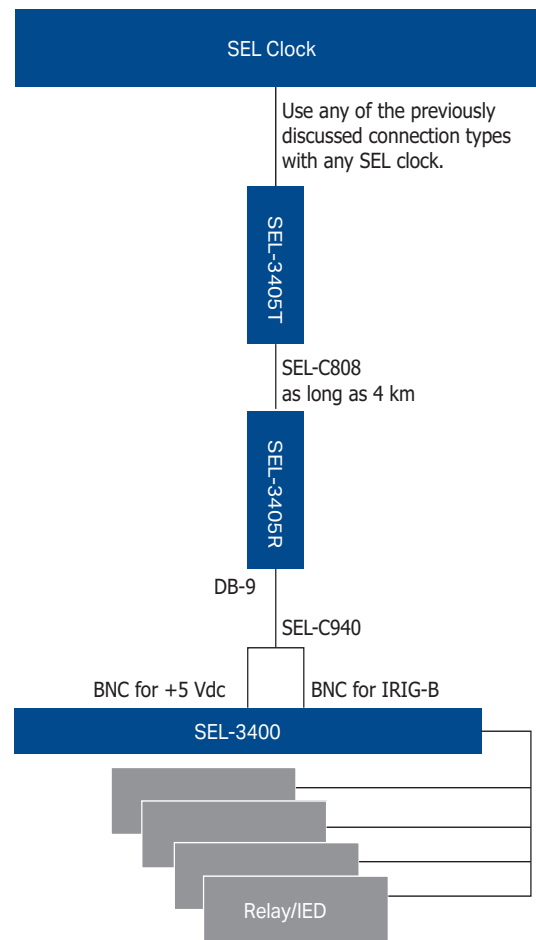 SEL Clock
Use any of the previously
discussed connection types
with any SEL clock.
SEL-3405T
SEL-C808
as long as 4 km
SEL-3405R
DB-9
SEL-C940
BNC for +5 Vdc
BNC for IRIG-B
SEL-3400
Relay/IED